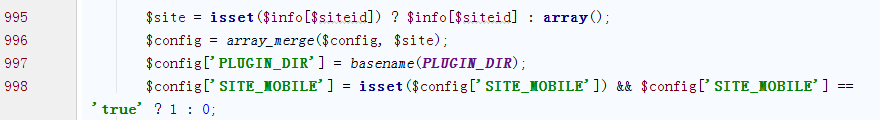 995 $site = isset($info[$siteid]) ? $info[$siteid] : array();
996 $config = array_merge($config, $site);
997 $config['PLUGIN_DIR'] = basename(PLUGIN_DIR);
998 $config['SITE_MOBILE'] = isset($config['SITE_MOBILE']) && $config['SITE_MOBILE'] ==
'true' ? 1 : 0;